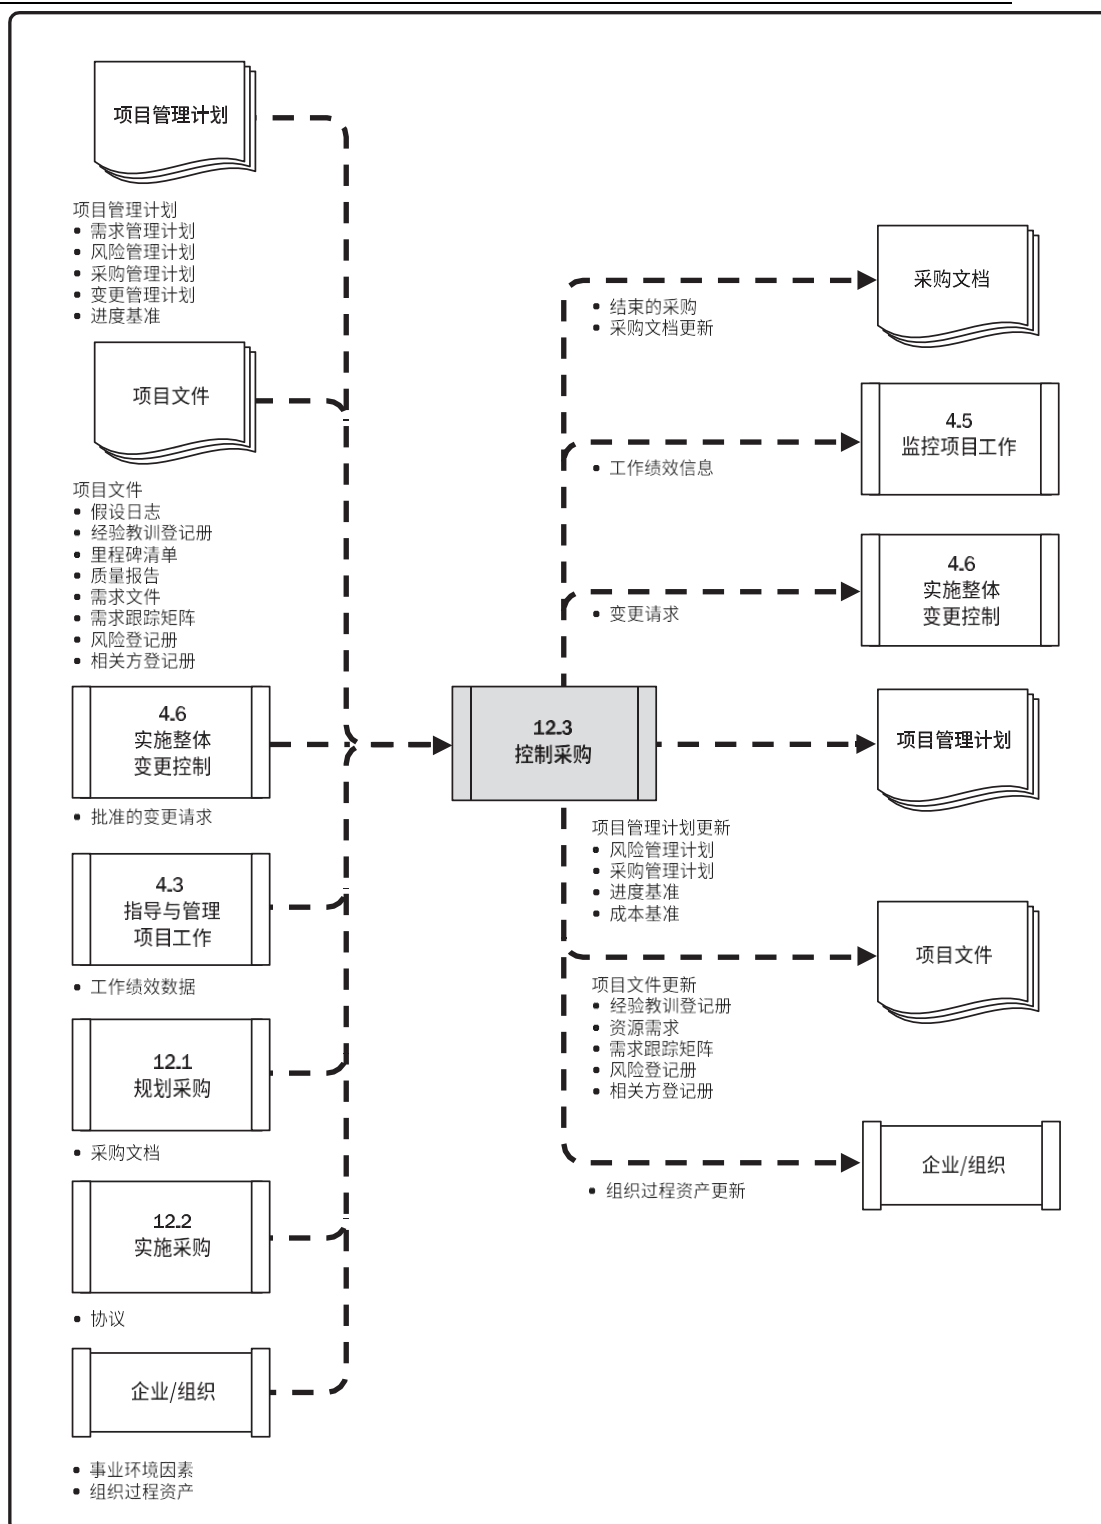 项目管理计划
项目管理计划
• 需求管理计划
• 风险管理计划
• 采购管理计划
• 变更管理计划
• 进度基准
项目文件
项目文件
• 假设日志
• 经验教训登记册
• 里程碑清单
• 质量报告
• 需求文件
• 需求跟踪矩阵
• 风险登记册
• 相关方登记册
4.6
实施整体
变更控制
• 批准的变更请求
4.3
指导与管理
项目工作
• 工作绩效数据
12.1
规划采购
• 采购文档
12.2
实施采购
• 协议
企业/组织
• 事业环境因素
• 组织过程资产
12.3
控制采购
采购文档
• 结束的采购
• 采购文档更新
4.5
监控项目工作
• 工作绩效信息
4.6
实施整体
变更控制
• 变更请求
项目管理计划
项目管理计划更新
• 风险管理计划
• 采购管理计划
• 进度基准
• 成本基准
项目文件
项目文件更新
• 经验教训登记册
• 资源需求
• 需求跟踪矩阵
• 风险登记册
• 相关方登记册
企业/组织
• 组织过程资产更新